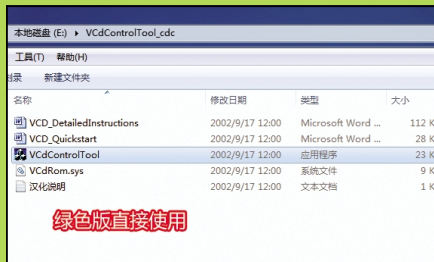 本地磁盘 (E:) ▸ VCdControlTool_cdc
工具(T) 帮助(H)
刻录 新建文件夹
名称 修改日期 类型 大小
VCD_DetailedInstructions 2002/9/17 12:00 Microsoft Word ... 112 K
VCD_Quickstart 2002/9/17 12:00 Microsoft Word ... 28 K
VCdControlTool 2002/9/17 12:00 应用程序 23 K
VCdRom.sys 2002/9/17 12:00 系统文件 9 K
汉化说明 2002/9/17 12:00 文本文档 1 K
绿色版直接使用